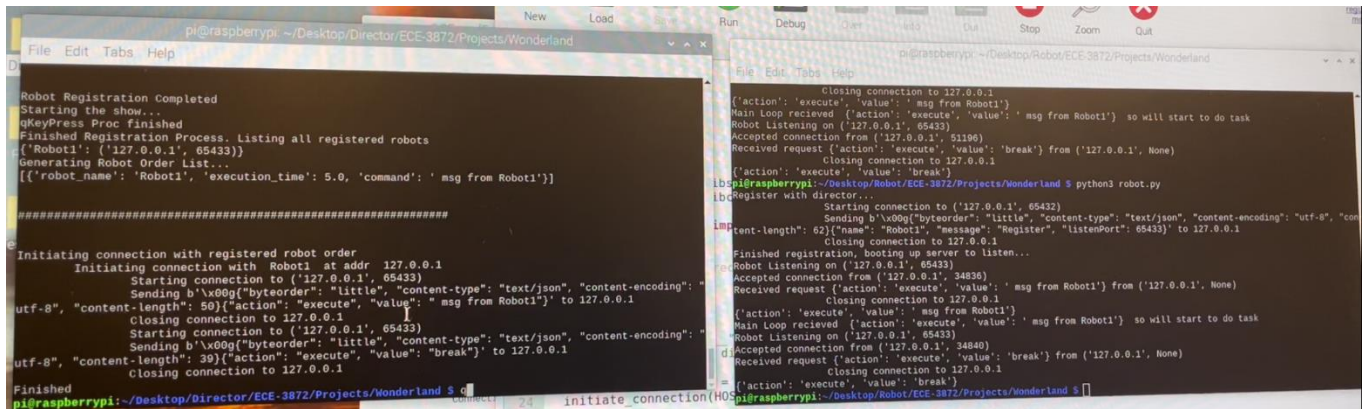 New Load Run Debug Over Out Stop Zoom Quit
pi@raspberrypi: ~/Desktop/Director/ECE-3872/Projects/Wonderland
File Edit Tabs Help
Robot Registration Completed
Starting the show...
qKeyPress Proc finished
Finished Registration Process. Listing all registered robots
{'Robot1': ('127.0.0.1', 65433)}
Generating Robot Order List...
[{'robot_name': 'Robot1', 'execution_time': 5.0, 'command': ' msg from Robot1'}]
################################################################
Initiating connection with registered robot order
Initiating connection with Robot1 at addr 127.0.0.1
Starting connection to ('127.0.0.1', 65433)
Sending b'\x00g{"byteorder": "little", "content-type": "text/json", "content-encoding": "
utf-8", "content-length": 50}{"action": "execute", "value": " msg from Robot1"}' to 127.0.0.1
Closing connection to 127.0.0.1
Starting connection to ('127.0.0.1', 65433)
Sending b'\x00g{"byteorder": "little", "content-type": "text/json", "content-encoding": "
utf-8", "content-length": 39}{"action": "execute", "value": "break"}' to 127.0.0.1
Closing connection to 127.0.0.1
Finished
pi@raspberrypi:~/Desktop/Director/ECE-3872/Projects/Wonderland $ q
pi@raspberrypi: ~/Desktop/Robot/ECE-3872/Projects/Wonderland
File Edit Tabs Help
Closing connection to 127.0.0.1
{'action': 'execute', 'value': ' msg from Robot1'}
Main Loop recieved {'action': 'execute', 'value': ' msg from Robot1'} so will start to do task
Robot Listening on ('127.0.0.1', 65433)
Accepted connection from ('127.0.0.1', 51196)
Received request {'action': 'execute', 'value': 'break'} from ('127.0.0.1', None)
Closing connection to 127.0.0.1
{'action': 'execute', 'value': 'break'}
pi@raspberrypi:~/Desktop/Robot/ECE-3872/Projects/Wonderland $ python3 robot.py
Register with director...
Starting connection to ('127.0.0.1', 65432)
Sending b'\x00g{"byteorder": "little", "content-type": "text/json", "content-encoding": "utf-8", "con
tent-length": 62}{"name": "Robot1", "message": "Register", "listenPort": 65433}' to 127.0.0.1
Closing connection to 127.0.0.1
Finished registration, booting up server to listen...
Robot Listening on ('127.0.0.1', 65433)
Accepted connection from ('127.0.0.1', 34836)
Received request {'action': 'execute', 'value': ' msg from Robot1'} from ('127.0.0.1', None)
Closing connection to 127.0.0.1
{'action': 'execute', 'value': ' msg from Robot1'}
Main Loop recieved {'action': 'execute', 'value': ' msg from Robot1'} so will start to do task
Robot Listening on ('127.0.0.1', 65433)
Accepted connection from ('127.0.0.1', 34840)
Received request {'action': 'execute', 'value': 'break'} from ('127.0.0.1', None)
Closing connection to 127.0.0.1
{'action': 'execute', 'value': 'break'}
pi@raspberrypi:~/Desktop/Robot/ECE-3872/Projects/Wonderland $
24 initiate_connection(HOS